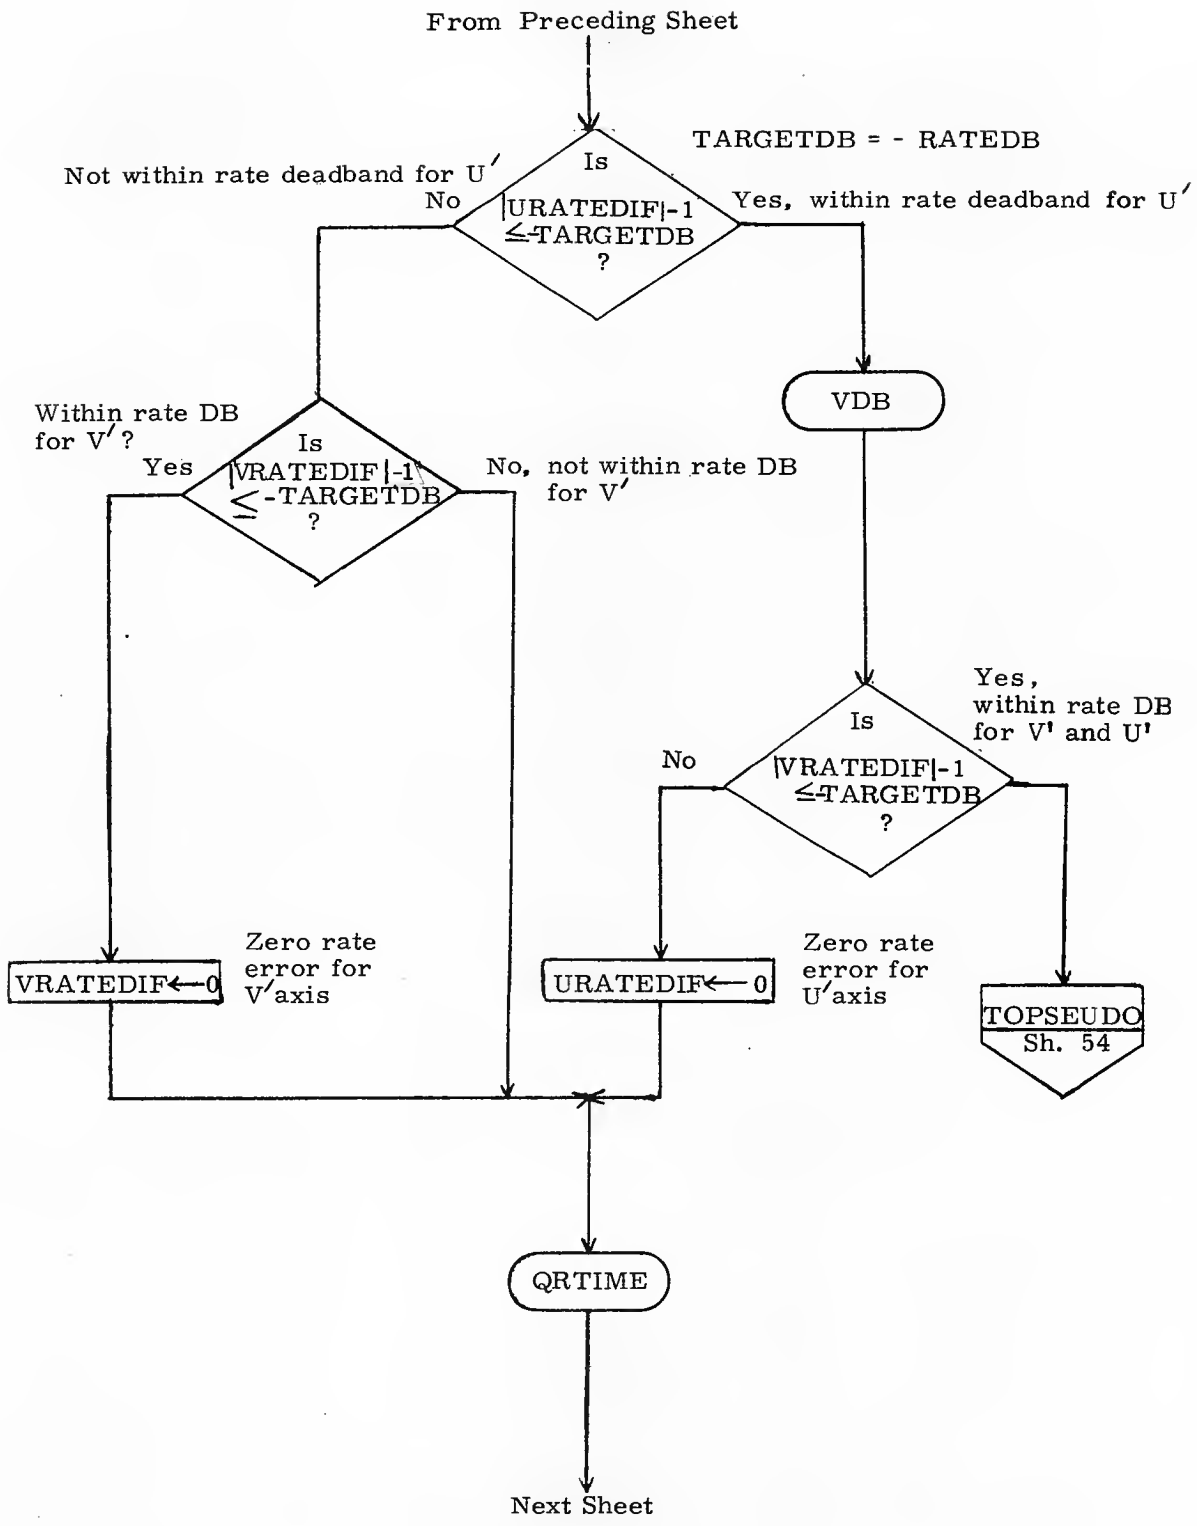 From Preceding Sheet
TARGETDB = - RATEDB
Not within rate deadband for U′
No
Is
|URATEDIF|-1
≤-TARGETDB
?
Yes, within rate deadband for U′
VDB
Within rate DB
for V′?
Yes
Is
|VRATEDIF|-1
≤-TARGETDB
?
No, not within rate DB
for V′
Yes,
within rate DB
for V' and U'
No
Is
|VRATEDIF|-1
≤-TARGETDB
?
VRATEDIF←0
Zero rate
error for
V′axis
URATEDIF←0
Zero rate
error for
U′axis
TOPSEUDO
Sh. 54
QRTIME
Next Sheet